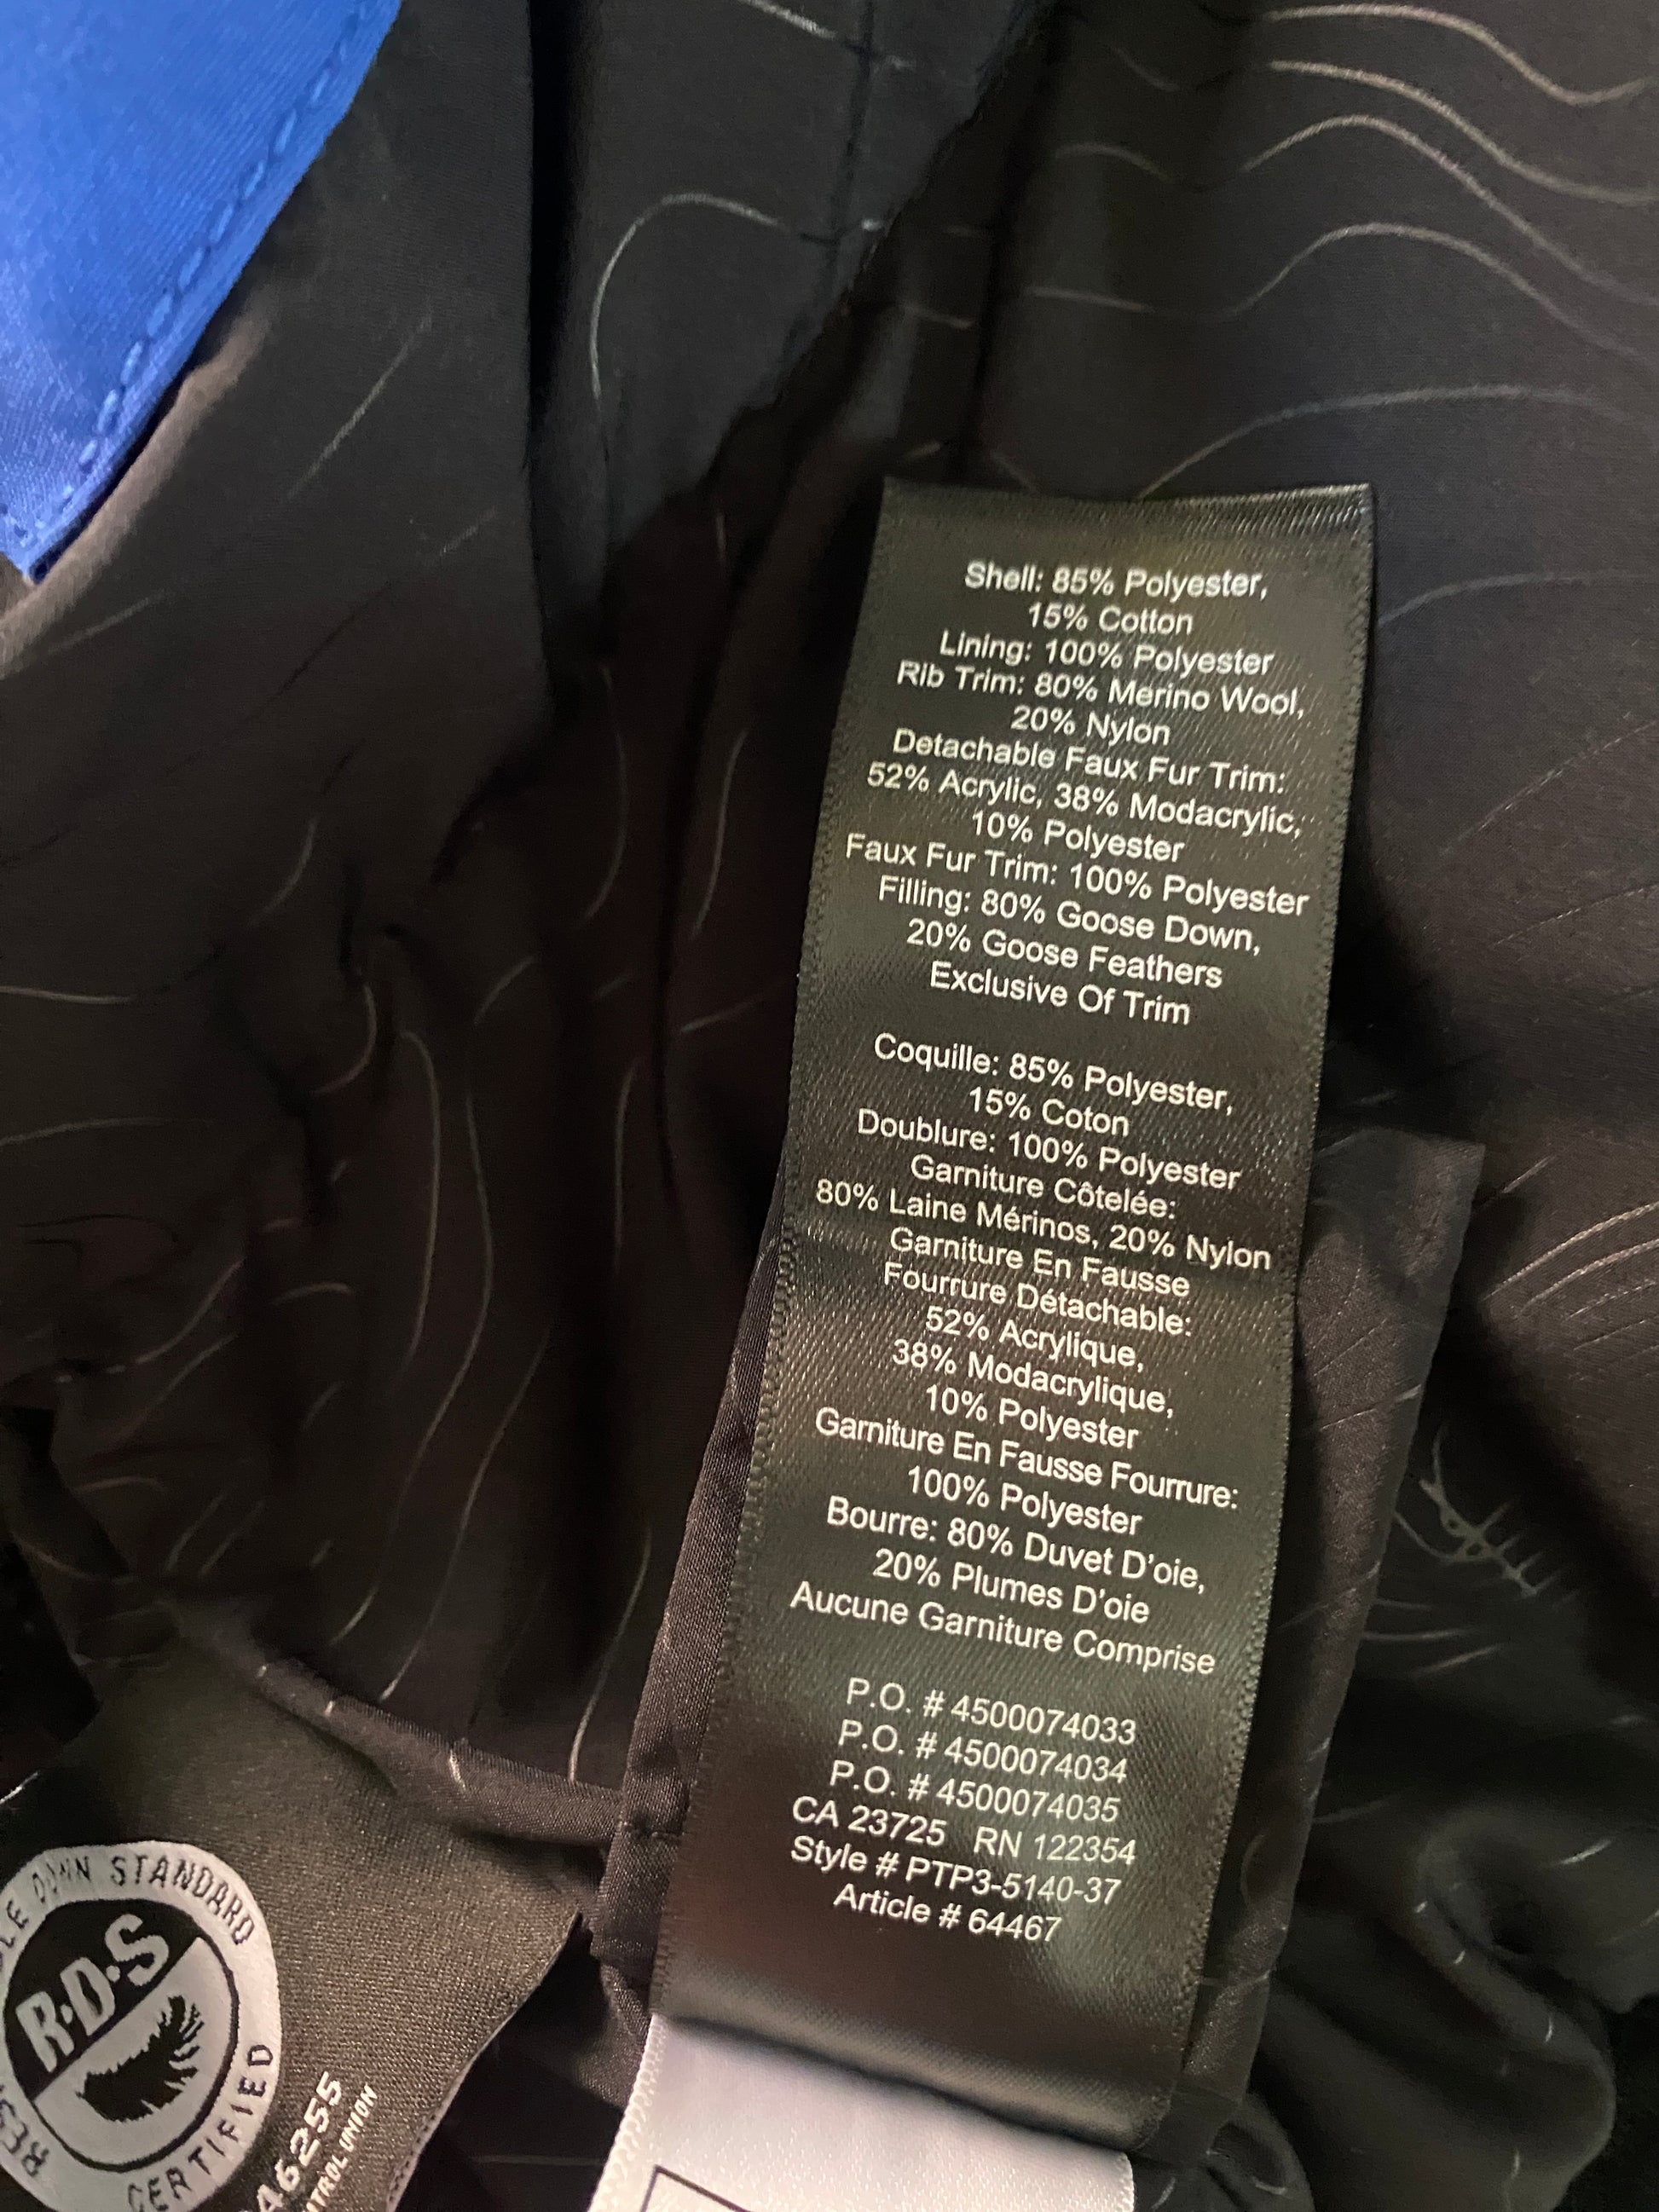 Shell: 85% Polyester,
15% Cotton
Lining: 100% Polyester
Rib Trim: 80% Merino Wool,
20% Nylon
Detachable Faux Fur Trim:
52% Acrylic, 38% Modacrylic,
10% Polyester
Faux Fur Trim: 100% Polyester
Filling: 80% Goose Down,
20% Goose Feathers
Exclusive Of Trim
Coquille: 85% Polyester,
15% Coton
Doublure: 100% Polyester
Garniture Côtelée:
80% Laine Mérinos, 20% Nylon
Garniture En Fausse
Fourrure Détachable:
52% Acrylique,
38% Modacrylique,
10% Polyester
Garniture En Fausse Fourrure:
100% Polyester
Bourre: 80% Duvet D'oie,
20% Plumes D'oie
Aucune Garniture Comprise
P.O. # 4500074033
P.O. # 4500074034
P.O. # 4500074035
CA 23725 RN 122354
Style # PTP3-5140-37
Article # 64467
STANDARD
R·D·S
CERTIFIED
UNION